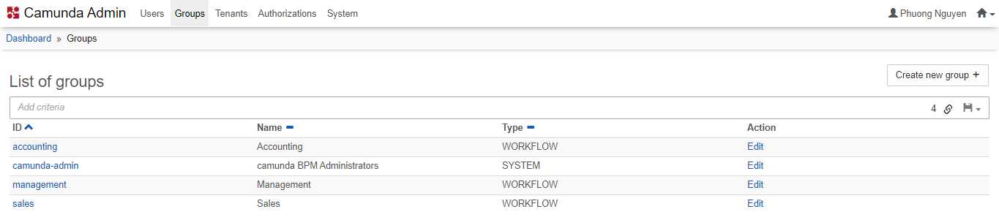 Camunda Admin Users Groups Tenants Authorizations System Phuong Nguyen
Dashboard » Groups
List of groups
Create new group +
Add criteria 4
ID Name Type Action
accounting Accounting WORKFLOW Edit
camunda-admin camunda BPM Administrators SYSTEM Edit
management Management WORKFLOW Edit
sales Sales WORKFLOW Edit